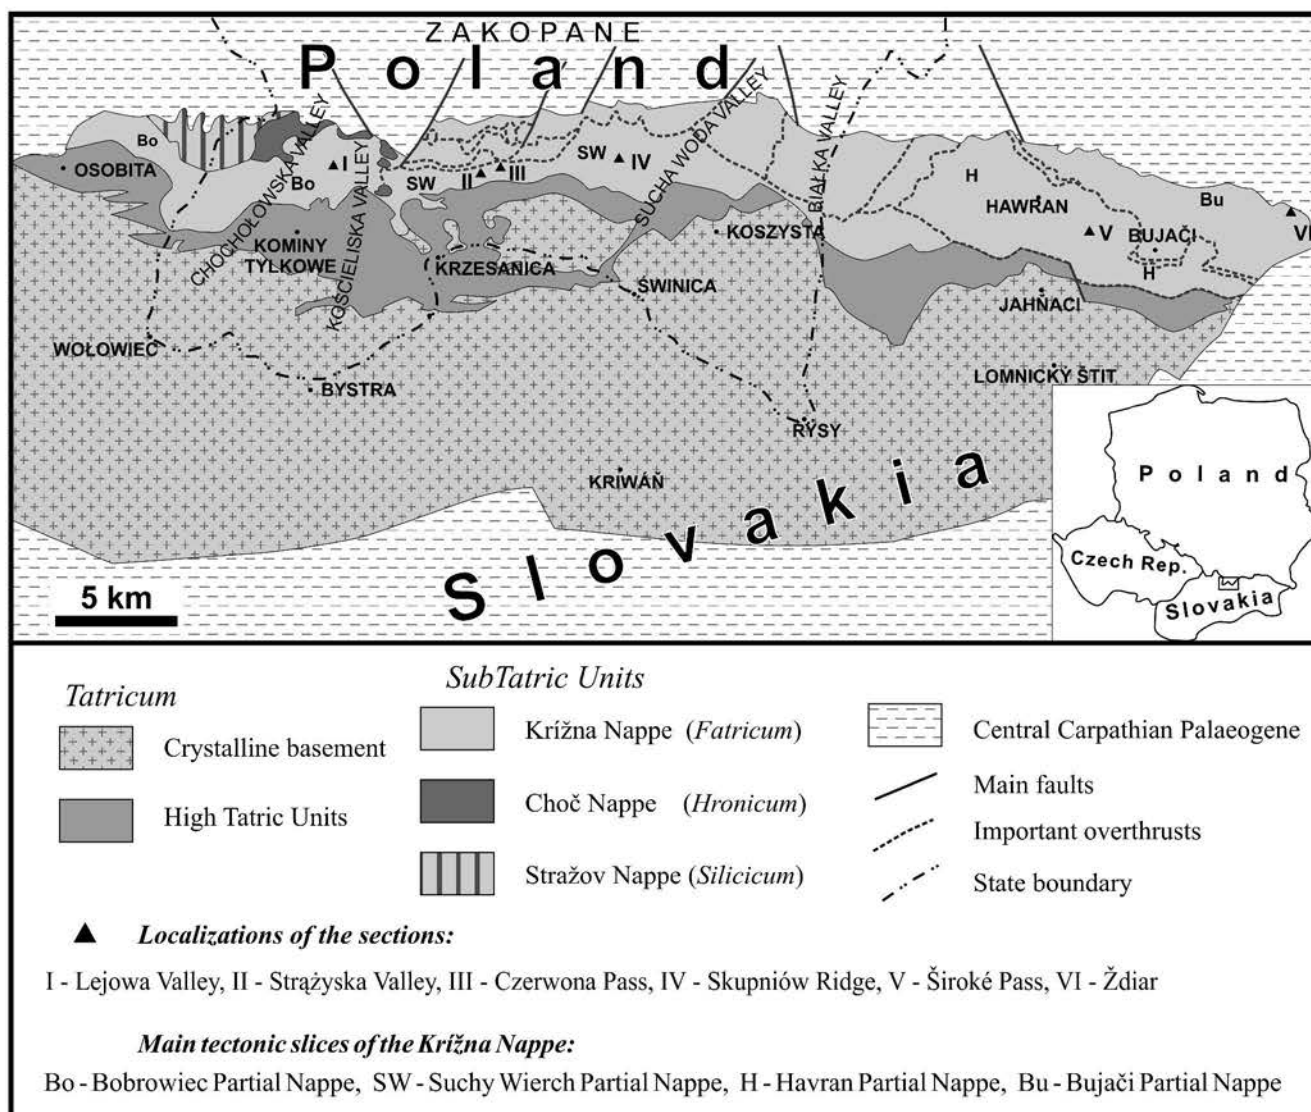 ZAKOPANE
Poland
CHOCHOŁOWSKA VALLEY
KOŚCIELISKA VALLEY
SUCHA WODA VALLEY
BIAŁKA VALLEY
Bo
OSOBITA
Bo
I
SW
II
III
SW
IV
H
HAWRAN
Bu
V
BUJAČI
VI
H
KOMINY
TYLKOWE
KRZESANICA
KOSZYSTA
ŚWINICA
JAHŇACI
WOŁOWIEC
BYSTRA
LOMNICKÝ ŠTIT
RYSY
KRIWÁŇ
Slovakia
5 km
Poland
Czech Rep.
Slovakia
Tatricum
Crystalline basement
High Tatric Units
SubTatric Units
Krížna Nappe (Fatricum)
Choč Nappe (Hronicum)
Stražov Nappe (Silicicum)
Central Carpathian Palaeogene
Main faults
Important overthrusts
State boundary
Localizations of the sections:
I - Lejowa Valley, II - Strążyska Valley, III - Czerwona Pass, IV - Skupniów Ridge, V - Široké Pass, VI - Ždiar
Main tectonic slices of the Krížna Nappe:
Bo - Bobrowiec Partial Nappe, SW - Suchy Wierch Partial Nappe, H - Havran Partial Nappe, Bu - Bujači Partial Nappe